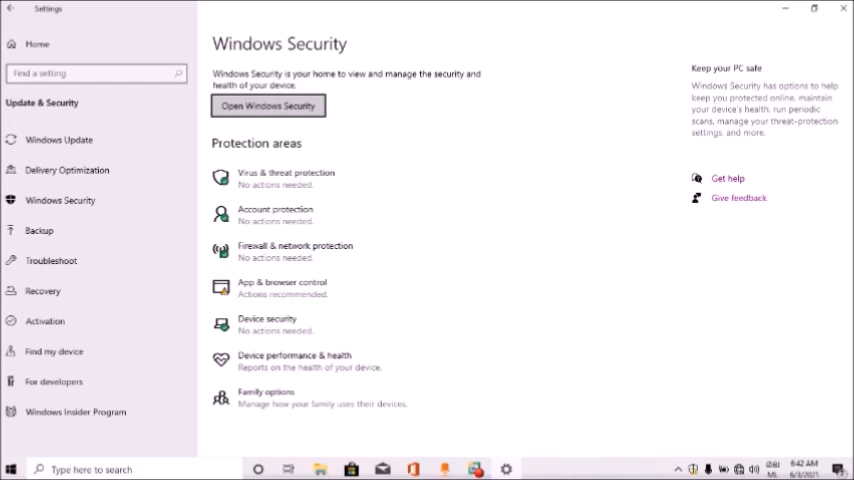 Settings
Home
Find a setting
Update & Security
Windows Update
Delivery Optimization
Windows Security
Backup
Troubleshoot
Recovery
Activation
Find my device
For developers
Windows Insider Program
Windows Security
Windows Security is your home to view and manage the security and
health of your device.
Open Windows Security
Protection areas
Virus & threat protection
No actions needed.
Account protection
No actions needed.
Firewall & network protection
No actions needed.
App & browser control
Actions recommended.
Device security
No actions needed.
Device performance & health
Reports on the health of your device.
Family options
Manage how your family uses their devices.
Keep your PC safe
Windows Security has options to help
keep you protected online, maintain
your device's health, run periodic
scans, manage your threat-protection
settings, and more.
Get help
Give feedback
Type here to search
ML
6:42 AM
6/3/2021